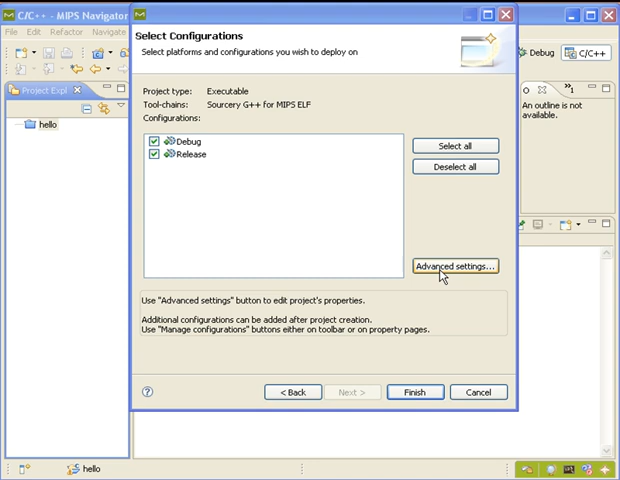 C/C++ - MIPS Navigator
File Edit Refactor Navigate
Debug
C/C++
Select Configurations
Select platforms and configurations you wish to deploy on
Project Expl
hello
Project type: Executable
Tool-chains: Sourcery G++ for MIPS ELF
Configurations:
Debug
Release
Select all
Deselect all
Advanced settings...
Use "Advanced settings" button to edit project's properties.
Additional configurations can be added after project creation.
Use "Manage configurations" buttons either on toolbar or on property pages.
? < Back Next > Finish Cancel
O
1
An outline is not
available.
hello